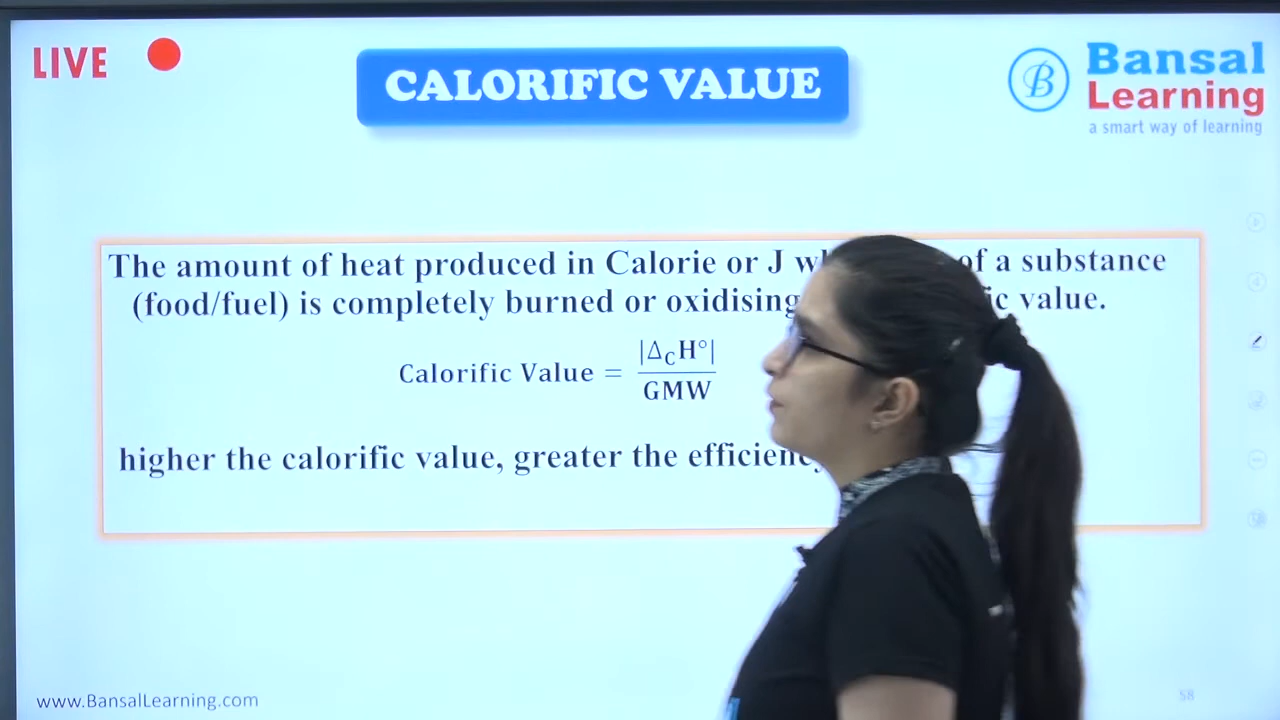 LIVE
CALORIFIC VALUE
B
Bansal
Learning
a smart way of learning
The amount of heat produced in Calorie or J of a substance
(food/fuel) is completely burned or oxidising value.
Calorific Value = |ΔCH°| / GMW
higher the calorific value, greater the
www.BansalLearning.com
58